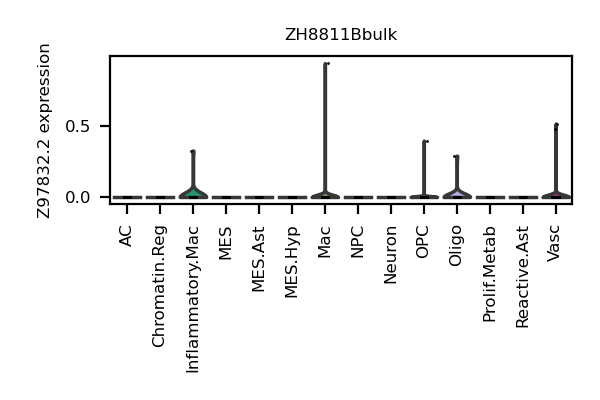 ZH8811Bbulk
Z97832.2 expression
0.5
0.0
AC
Chromatin.Reg
Inflammatory.Mac
MES
MES.Ast
MES.Hyp
Mac
NPC
Neuron
OPC
Oligo
Prolif.Metab
Reactive.Ast
Vasc